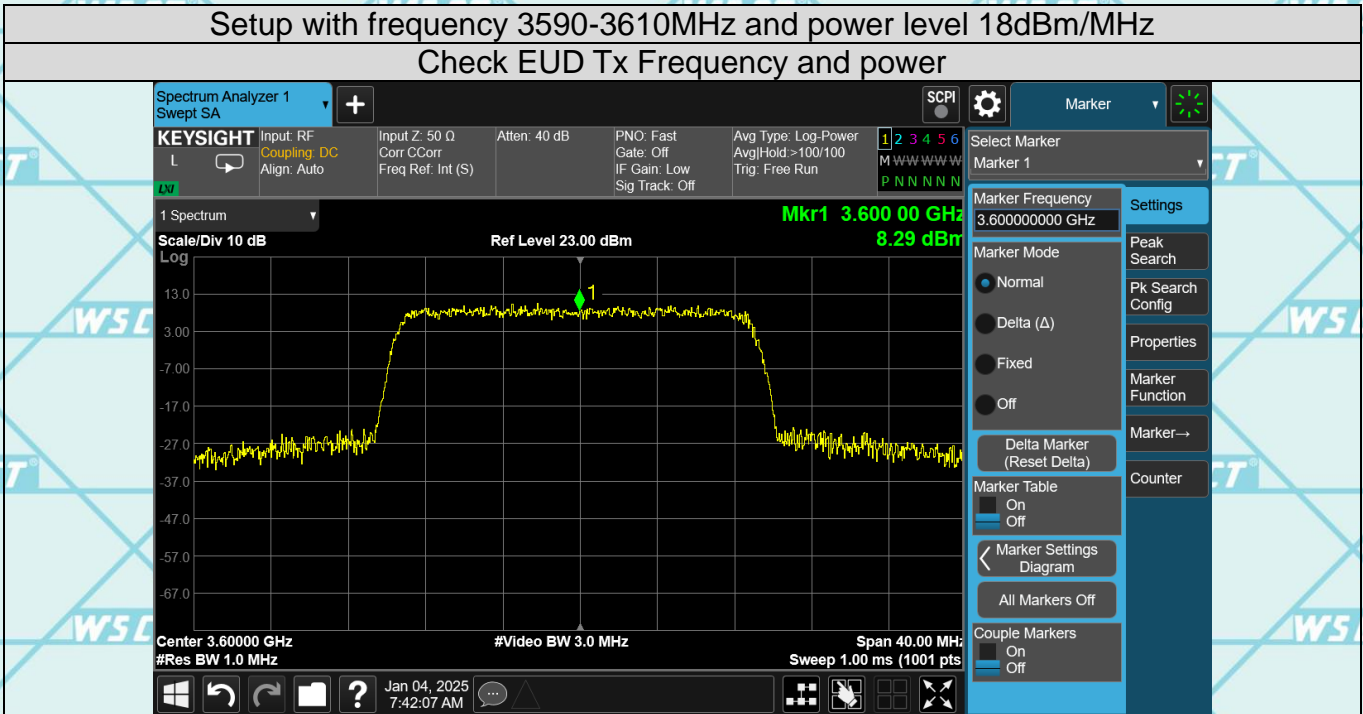 Setup with frequency 3590-3610MHz and power level 18dBm/MHz
Check EUD Tx Frequency and power
Spectrum Analyzer 1
Swept SA
SCPI
Marker
KEYSIGHT
L
LXI
Input: RF
Coupling: DC
Align: Auto
Input Z: 50 Ω
Corr CCorr
Freq Ref: Int (S)
Atten: 40 dB
PNO: Fast
Gate: Off
IF Gain: Low
Sig Track: Off
Avg Type: Log-Power
Avg|Hold:>100/100
Trig: Free Run
1 2 3 4 5 6
M W W W W W
P N N N N N
Select Marker
Marker 1
1 Spectrum
Scale/Div 10 dB
Log
Ref Level 23.00 dBm
Mkr1 3.600 00 GHz
8.29 dBm
1
13.0
3.00
-7.00
-17.0
-27.0
-37.0
-47.0
-57.0
-67.0
Center 3.60000 GHz
#Res BW 1.0 MHz
#Video BW 3.0 MHz
Span 40.00 MHz
Sweep 1.00 ms (1001 pts
Marker Frequency
3.600000000 GHz
Marker Mode
Normal
Delta (Δ)
Fixed
Off
Delta Marker
(Reset Delta)
Marker Table
On
Off
Marker Settings
Diagram
All Markers Off
Couple Markers
On
Off
Settings
Peak
Search
Pk Search
Config
Properties
Marker
Function
Marker→
Counter
?
Jan 04, 2025
7:42:07 AM